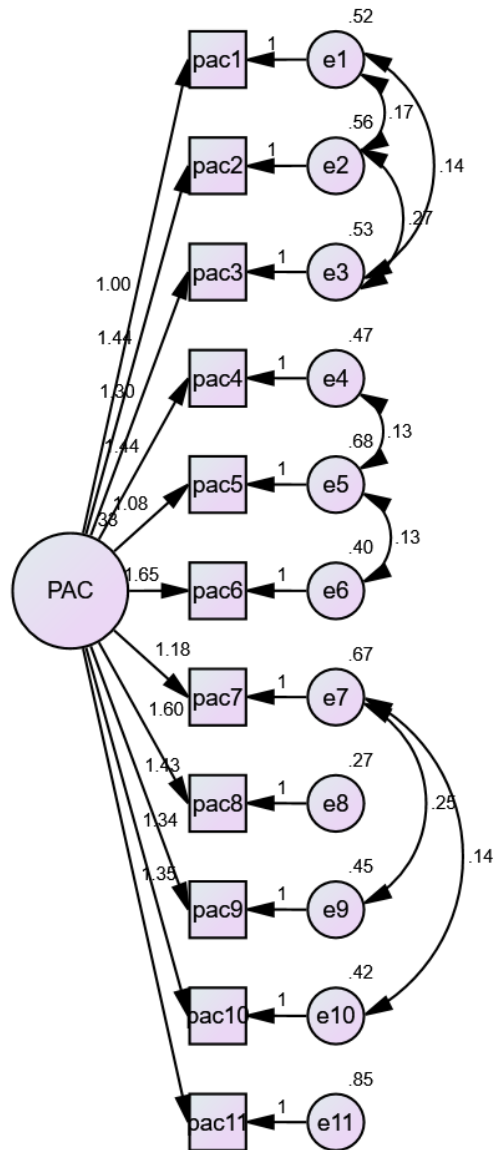 .52
pac1 1 e1
.17
.56
pac2 1 e2
.14
.27
.53
pac3 1 e3
1.00
.47
1.44
pac4 1 e4
1.30
.13
1.44
.68
pac5 1 e5
1.08
.33
.13
.40
1.65
PAC pac6 1 e6
1.18
.67
pac7 1 e7
1.60
.27
1.43
pac8 1 e8
.25
1.34
.14
.45
1.35
pac9 1 e9
.42
pac10 1 e10
.85
pac11 1 e11